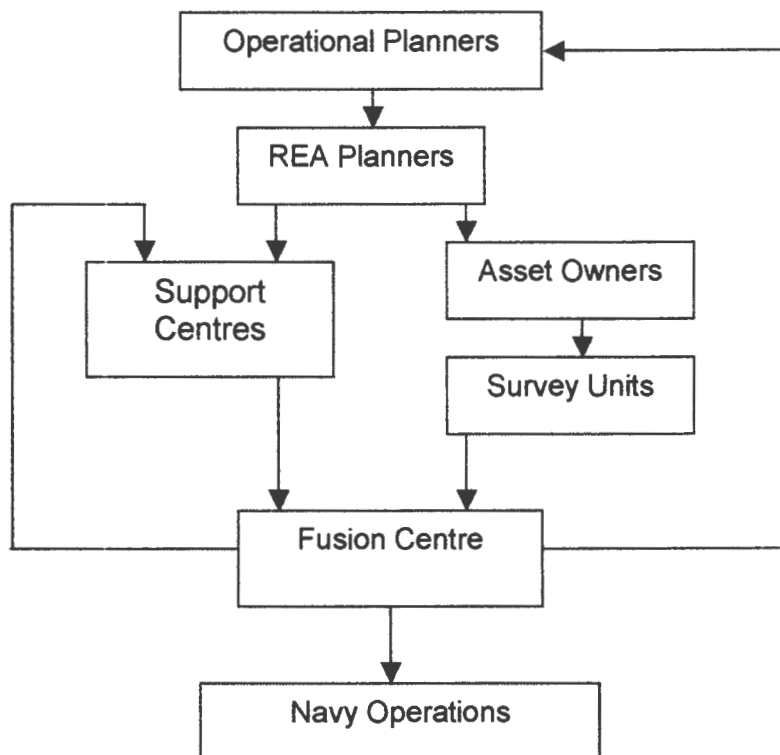 Operational Planners
REA Planners
Support
Centres
Asset Owners
Survey Units
Fusion Centre
Navy Operations